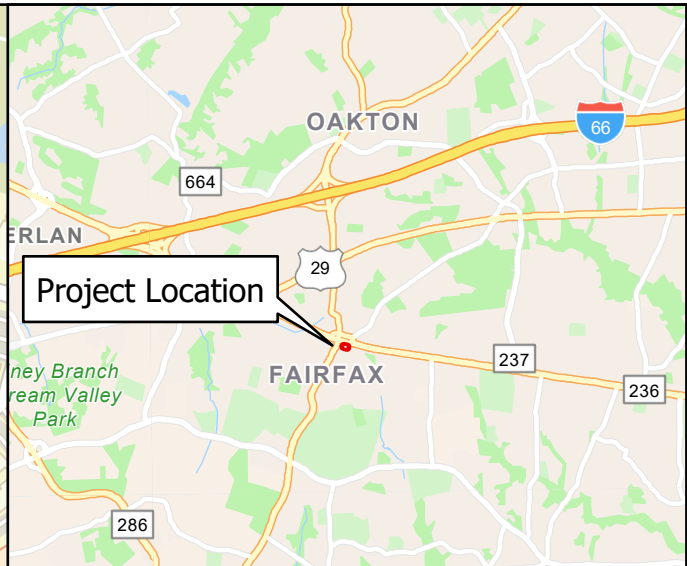 OAKTON
66
664
ERLAN
29
Project Location
FAIRFAX
237
236
ney Branch
ream Valley
Park
286